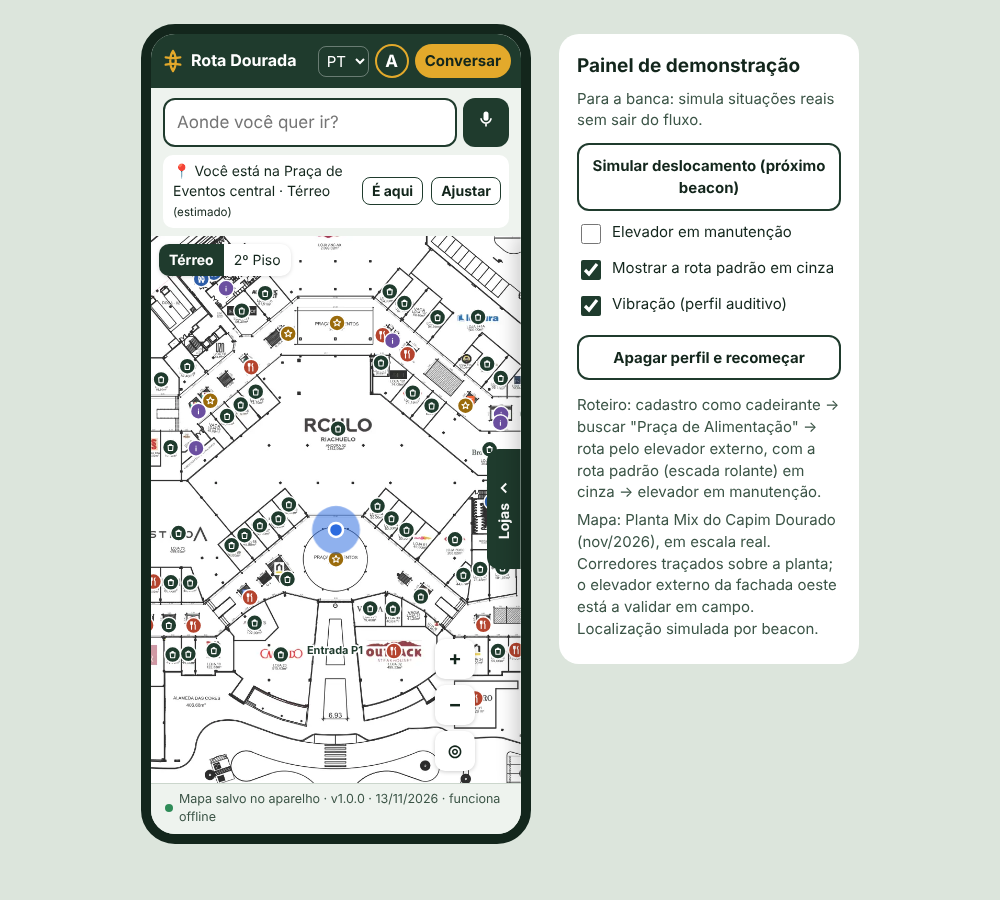 Rota Dourada
PT
A
Conversar
Aonde você quer ir?
Você está na Praça de
Eventos central · Térreo
(estimado)
É aqui
Ajustar
Térreo
2º Piso
RIACHUELO
Lojas
Entrada P1
ALAMEDA DAS CORES
6.93
+
−
Mapa salvo no aparelho · v1.0.0 · 13/11/2026 · funciona
offline
Painel de demonstração
Para a banca: simula situações reais
sem sair do fluxo.
Simular deslocamento (próximo
beacon)
Elevador em manutenção
Mostrar a rota padrão em cinza
Vibração (perfil auditivo)
Apagar perfil e recomeçar
Roteiro: cadastro como cadeirante →
buscar "Praça de Alimentação" →
rota pelo elevador externo, com a
rota padrão (escada rolante) em
cinza → elevador em manutenção.
Mapa: Planta Mix do Capim Dourado
(nov/2026), em escala real.
Corredores traçados sobre a planta;
o elevador externo da fachada oeste
está a validar em campo.
Localização simulada por beacon.